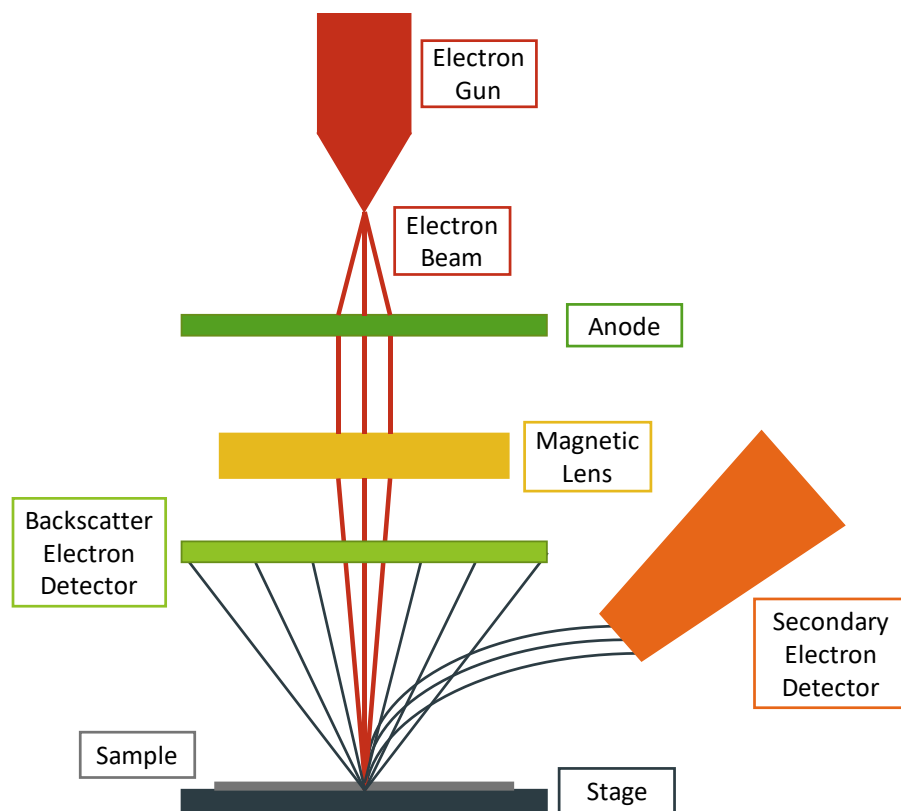 Electron
Gun
Electron
Beam
Anode
Magnetic
Lens
Backscatter
Electron
Detector
Secondary
Electron
Detector
Sample
Stage